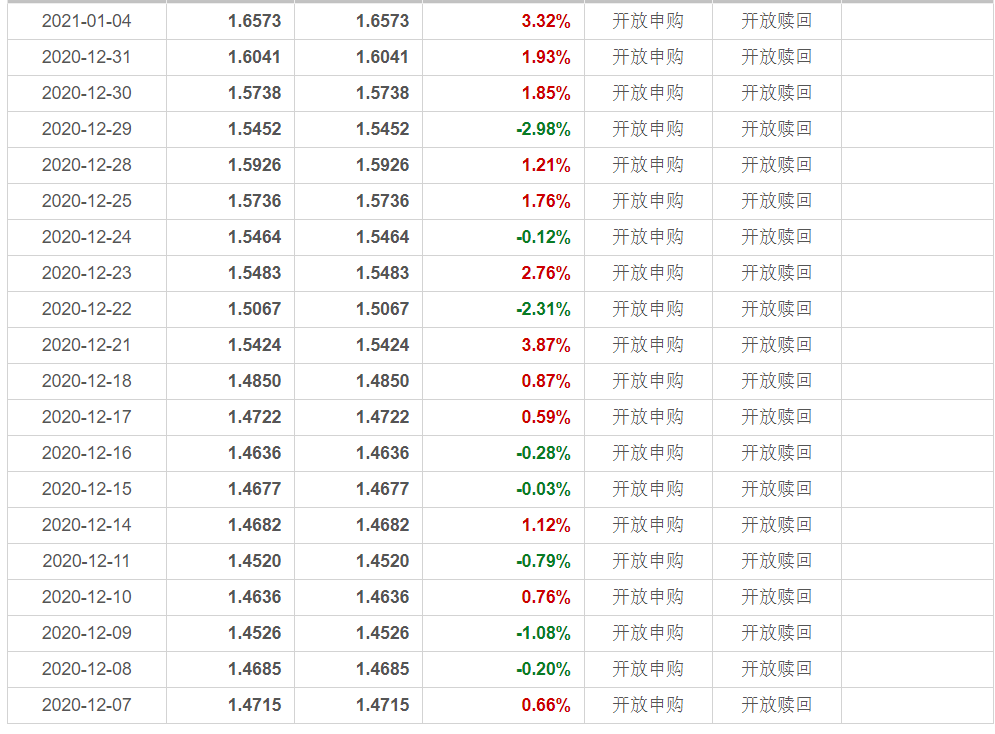 2021-01-04 1.6573 1.6573 3.32% 开放申购 开放赎回
2020-12-31 1.6041 1.6041 1.93% 开放申购 开放赎回
2020-12-30 1.5738 1.5738 1.85% 开放申购 开放赎回
2020-12-29 1.5452 1.5452 -2.98% 开放申购 开放赎回
2020-12-28 1.5926 1.5926 1.21% 开放申购 开放赎回
2020-12-25 1.5736 1.5736 1.76% 开放申购 开放赎回
2020-12-24 1.5464 1.5464 -0.12% 开放申购 开放赎回
2020-12-23 1.5483 1.5483 2.76% 开放申购 开放赎回
2020-12-22 1.5067 1.5067 -2.31% 开放申购 开放赎回
2020-12-21 1.5424 1.5424 3.87% 开放申购 开放赎回
2020-12-18 1.4850 1.4850 0.87% 开放申购 开放赎回
2020-12-17 1.4722 1.4722 0.59% 开放申购 开放赎回
2020-12-16 1.4636 1.4636 -0.28% 开放申购 开放赎回
2020-12-15 1.4677 1.4677 -0.03% 开放申购 开放赎回
2020-12-14 1.4682 1.4682 1.12% 开放申购 开放赎回
2020-12-11 1.4520 1.4520 -0.79% 开放申购 开放赎回
2020-12-10 1.4636 1.4636 0.76% 开放申购 开放赎回
2020-12-09 1.4526 1.4526 -1.08% 开放申购 开放赎回
2020-12-08 1.4685 1.4685 -0.20% 开放申购 开放赎回
2020-12-07 1.4715 1.4715 0.66% 开放申购 开放赎回